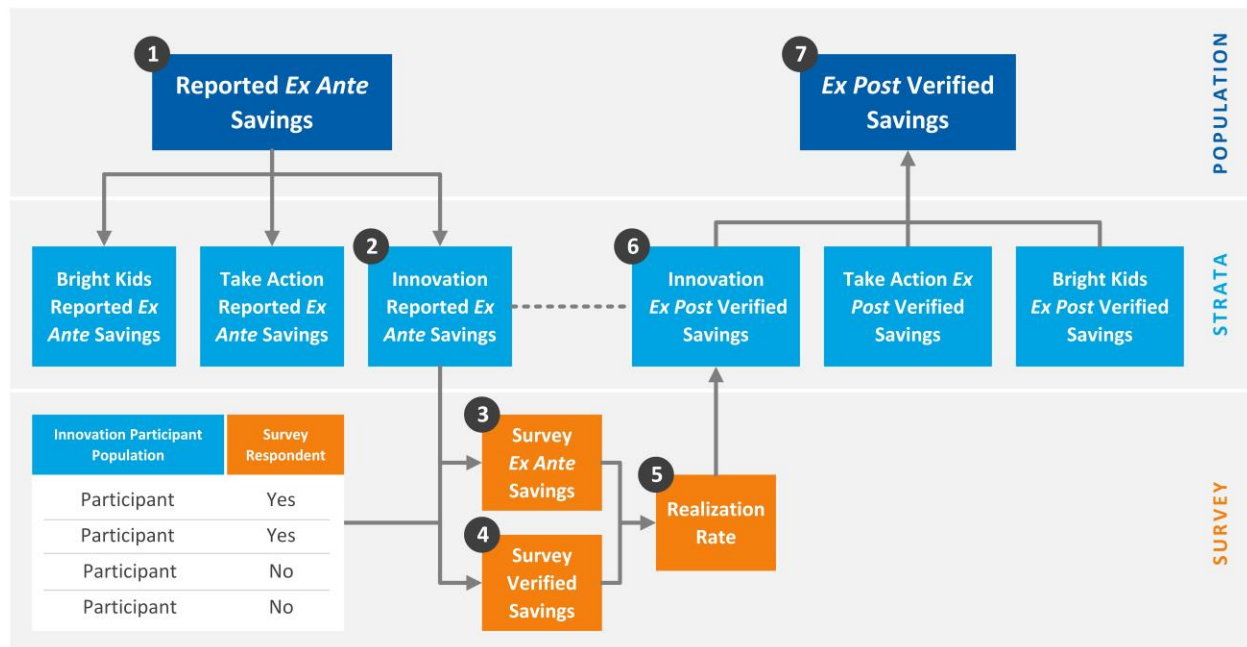 1
Reported Ex Ante
Savings
7
Ex Post Verified
Savings
POPULATION
Bright Kids
Reported Ex
Ante Savings
Take Action
Reported Ex
Ante Savings
2
Innovation
Reported Ex
Ante Savings
6
Innovation
Ex Post Verified
Savings
Take Action Ex
Post Verified
Savings
Bright Kids
Ex Post Verified
Savings
STRATA
Innovation Participant
Population
Survey
Respondent
Participant Yes
Participant Yes
Participant No
Participant No
3
Survey
Ex Ante
Savings
4
Survey
Verified
Savings
5
Realization
Rate
SURVEY